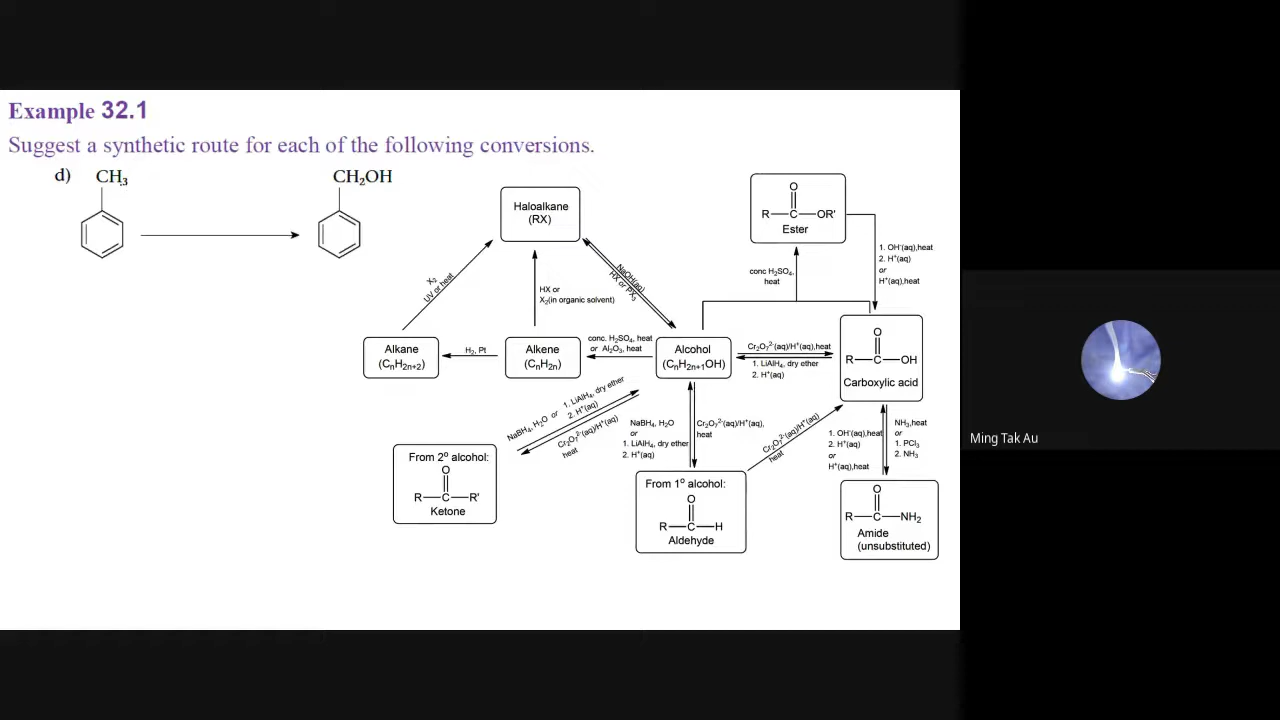 Example 32.1
Suggest a synthetic route for each of the following conversions.
d)
CH₃
CH₂OH
Haloalkane
(RX)
O
R—C—OR'
Ester
X₂
UV or heat
HX or
X₂(in organic solvent)
NaOH(aq)
HX or PX₃
conc H₂SO₄,
heat
1. OH⁻(aq),heat
2. H⁺(aq)
or
H⁺(aq),heat
Alkane
(CₙH₂ₙ₊₂)
H₂, Pt
Alkene
(CₙH₂ₙ)
conc. H₂SO₄, heat
or Al₂O₃, heat
Alcohol
(CₙH₂ₙ₊₁OH)
Cr₂O₇²⁻(aq)/H⁺(aq),heat
1. LiAlH₄, dry ether
2. H⁺(aq)
O
R—C—OH
Carboxylic acid
NaBH₄, H₂O or 1. LiAlH₄, dry ether
2. H⁺(aq)
Cr₂O₇²⁻(aq)/H⁺(aq)
heat
NaBH₄, H₂O
or
1. LiAlH₄, dry ether
2. H⁺(aq)
Cr₂O₇²⁻(aq)/H⁺(aq),
heat
Cr₂O₇²⁻(aq)/H⁺(aq)
heat
1. OH⁻(aq),heat
2. H⁺(aq)
or
H⁺(aq),heat
NH₃,heat
or
1. PCl₃
2. NH₃
From 2° alcohol:
O
R—C—R'
Ketone
From 1° alcohol:
O
R—C—H
Aldehyde
O
R—C—NH₂
Amide
(unsubstituted)
Ming Tak Au